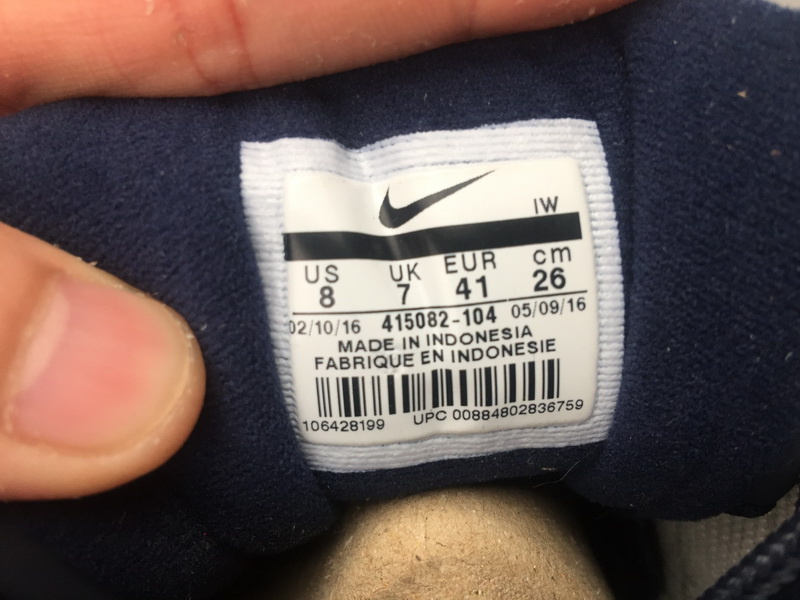 IW
US UK EUR cm
8 7 41 26
02/10/16 415082-104 05/09/16
MADE IN INDONESIA
FABRIQUE EN INDONESIE
106428199 UPC 00884802836759